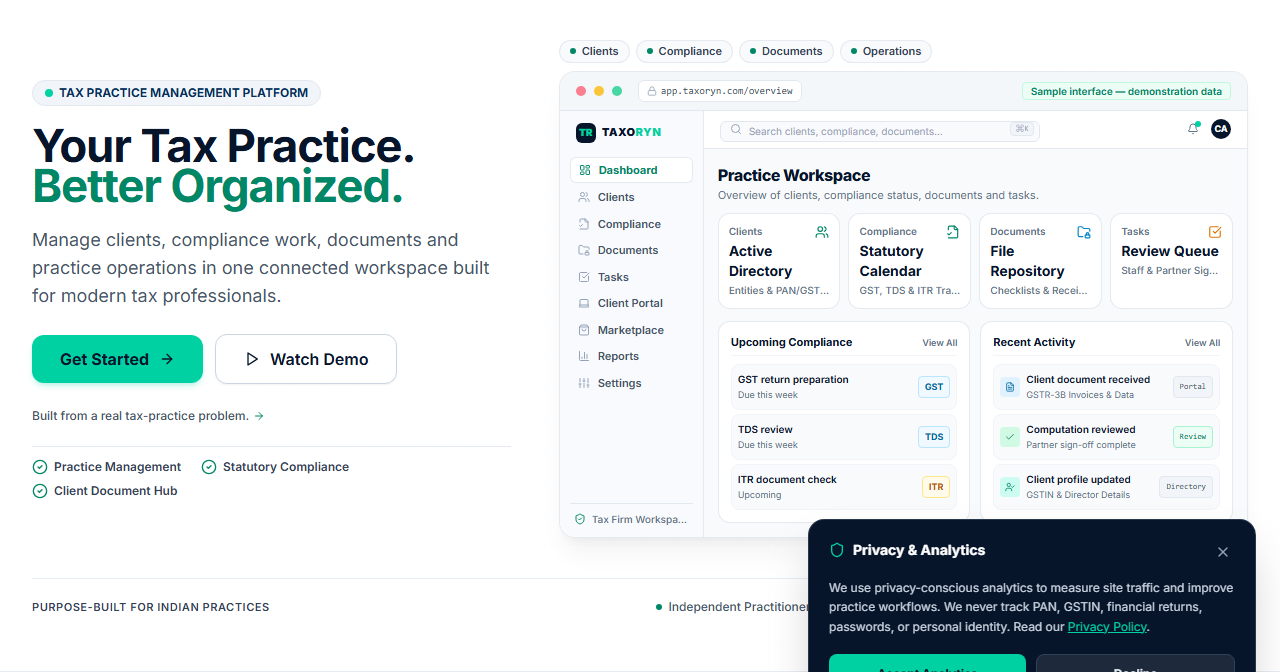 TAX PRACTICE MANAGEMENT PLATFORM
Your Tax Practice.
Better Organized.
Manage clients, compliance work, documents and
practice operations in one connected workspace built
for modern tax professionals.
Get Started
Watch Demo
Built from a real tax-practice problem.
Practice Management
Statutory Compliance
Client Document Hub
Clients
Compliance
Documents
Operations
app.taxoryn.com/overview
Sample interface — demonstration data
TR TAXORYN
Search clients, compliance, documents...
⌘K
CA
Dashboard
Clients
Compliance
Documents
Tasks
Client Portal
Marketplace
Reports
Settings
Tax Firm Workspa...
Practice Workspace
Overview of clients, compliance status, documents and tasks.
Clients
Active
Directory
Entities & PAN/GST...
Compliance
Statutory
Calendar
GST, TDS & ITR Tra...
Documents
File
Repository
Checklists & Recei...
Tasks
Review Queue
Staff & Partner Sig...
Upcoming Compliance
View All
GST return preparation
Due this week
GST
TDS review
Due this week
TDS
ITR document check
Upcoming
ITR
Recent Activity
View All
Client document received
GSTR-3B Invoices & Data
Portal
Computation reviewed
Partner sign-off complete
Review
Client profile updated
GSTIN & Director Details
Directory
PURPOSE-BUILT FOR INDIAN PRACTICES
Independent Practitioner
Privacy & Analytics
We use privacy-conscious analytics to measure site traffic and improve
practice workflows. We never track PAN, GSTIN, financial returns,
passwords, or personal identity. Read our Privacy Policy.
Accept Analytics
Decline